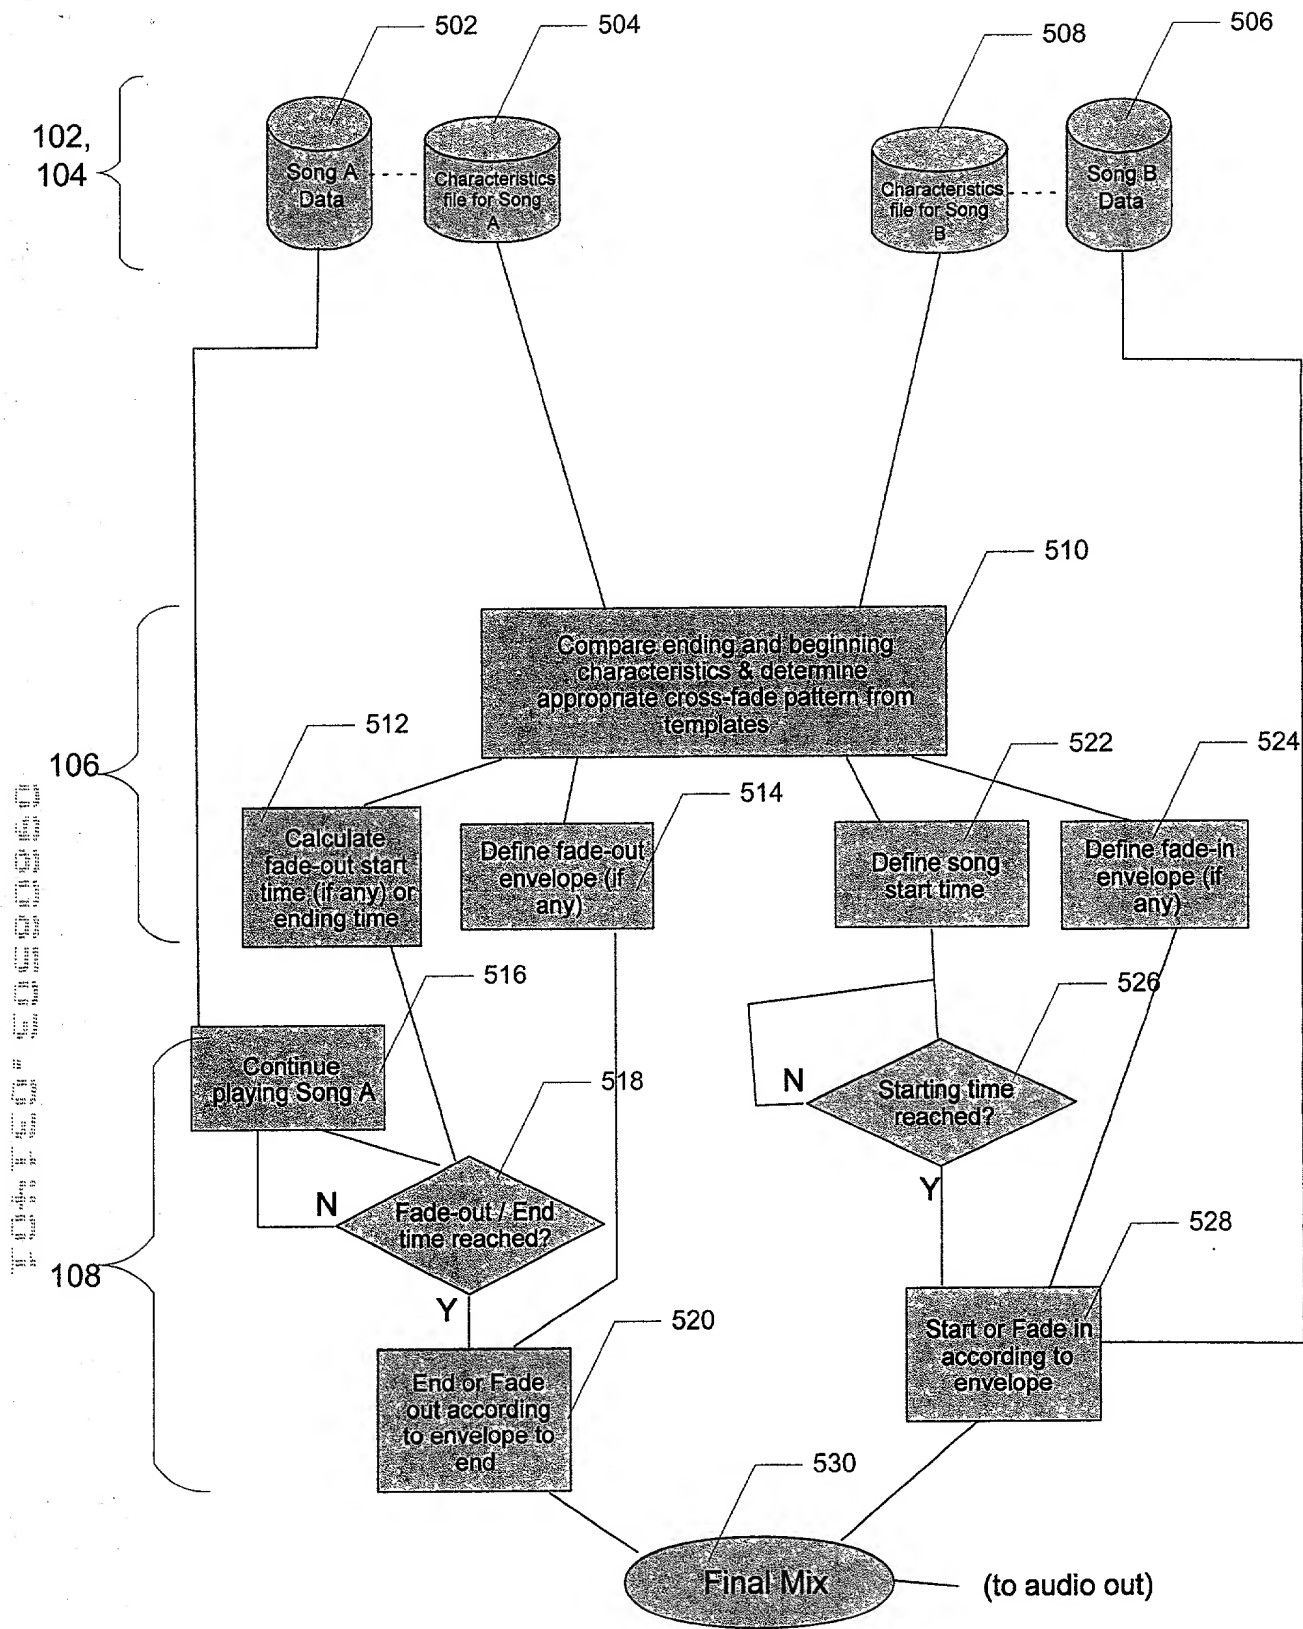 502
504
508
506
102,
104
Song A
Data
Characteristics
file for Song
A
Characteristics
file for Song
B
Song B
Data
510
Compare ending and beginning
characteristics & determine
appropriate cross-fade pattern from
templates
106
512
514
522
524
Calculate
fade-out start
time (if any) or
ending time
Define fade-out
envelope (if
any)
Define song
start time
Define fade-in
envelope (if
any)
516
526
Continue
playing Song A
518
N
Starting time
reached?
Y
N
Fade-out / End
time reached?
Y
108
528
520
Start or Fade in
according to
envelope
End or Fade
out according
to envelope to
end
530
Final Mix
(to audio out)